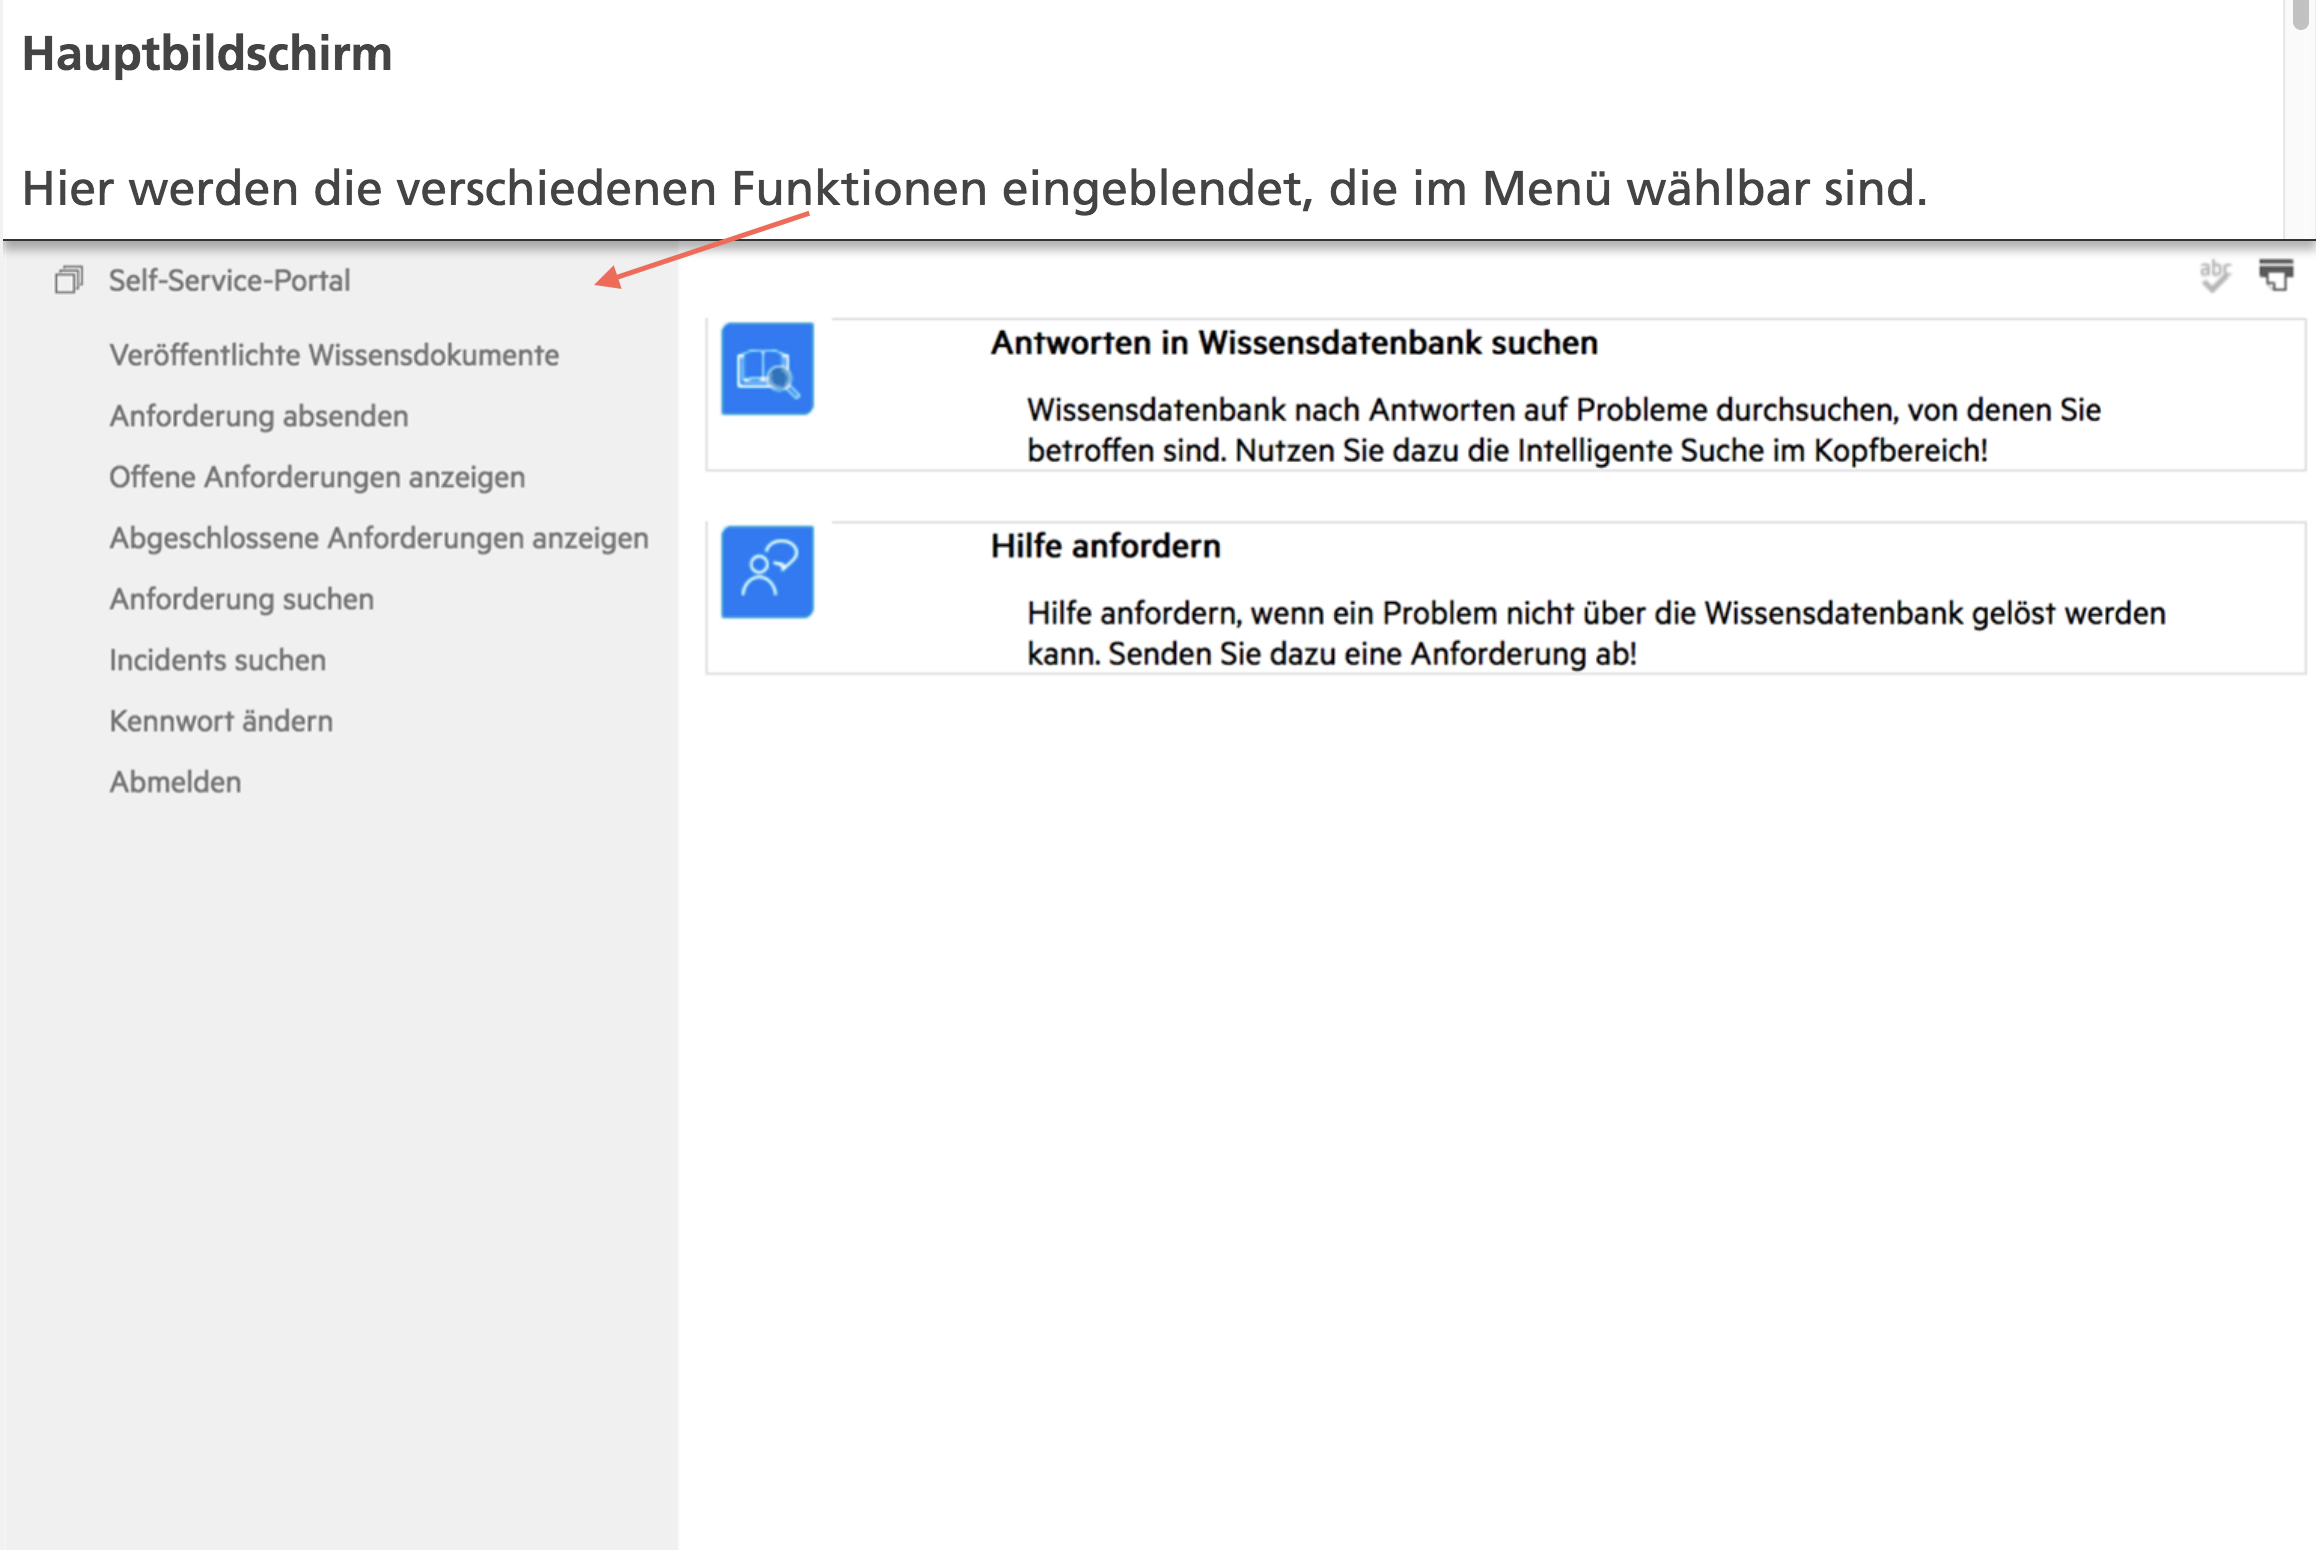 Hauptbildschirm
Hier werden die verschiedenen Funktionen eingeblendet, die im Menü wählbar sind.
Self-Service-Portal
Veröffentlichte Wissensdokumente
Anforderung absenden
Offene Anforderungen anzeigen
Abgeschlossene Anforderungen anzeigen
Anforderung suchen
Incidents suchen
Kennwort ändern
Abmelden
abc
Antworten in Wissensdatenbank suchen
Wissensdatenbank nach Antworten auf Probleme durchsuchen, von denen Sie
betroffen sind. Nutzen Sie dazu die Intelligente Suche im Kopfbereich!
Hilfe anfordern
Hilfe anfordern, wenn ein Problem nicht über die Wissensdatenbank gelöst werden
kann. Senden Sie dazu eine Anforderung ab!